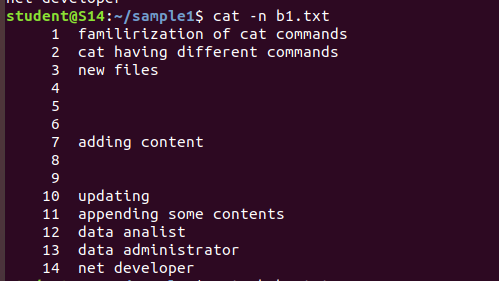 net developer
student@S14:~/sample1$ cat -n b1.txt
1 familirization of cat commands
2 cat having different commands
3 new files
4
5
6
7 adding content
8
9
10 updating
11 appending some contents
12 data analist
13 data administrator
14 net developer